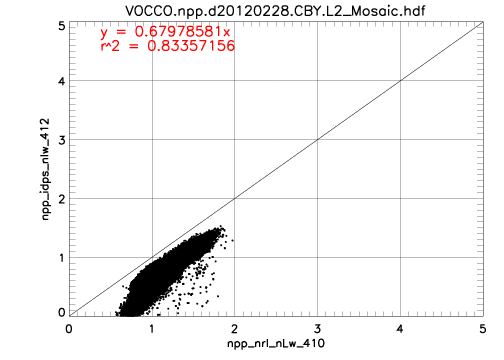 VOCCO.npp.d20120228.CBY.L2_Mosaic.hdf
y = 0.67978581x
r^2 = 0.83357156
npp_idps_nlw_412
5
4
3
2
1
0
0 1 2 3 4 5
npp_nrl_nLw_410